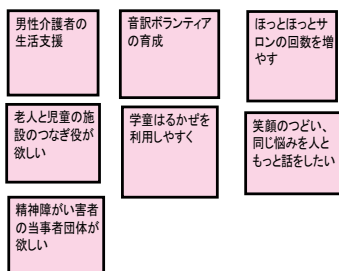 男性介護者の
生活支援
音訳ボランティア
の育成
ほっとほっとサ
ロンの回数を増
やす
老人と児童の施
設のつなぎ役が
欲しい
学童はるかぜを
利用しやすく
笑顔のつどい、
同じ悩みを人と
もっと話をしたい
精神障がい害者
の当事者団体が
欲しい